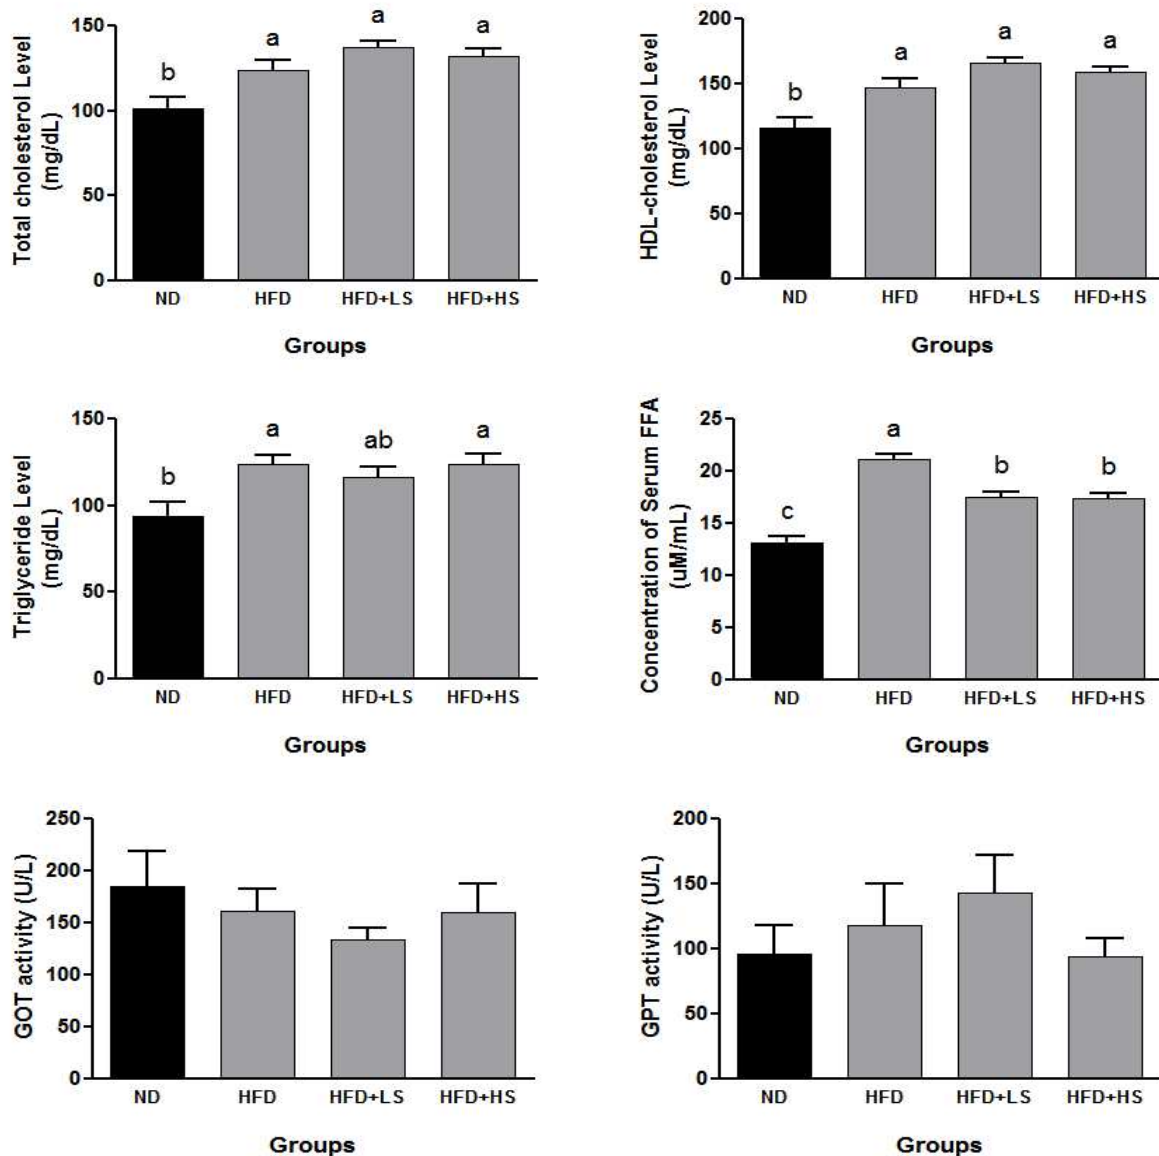 Total cholesterol Level
(mg/dL)
150
100
50
0
b
a
a
a
ND
HFD
HFD+LS
HFD+HS
Groups
HDL-cholesterol Level
(mg/dL)
200
150
100
50
0
b
a
a
a
ND
HFD
HFD+LS
HFD+HS
Groups
Triglyceride Level
(mg/dL)
150
100
50
0
b
a
ab
a
ND
HFD
HFD+LS
HFD+HS
Groups
Concentration of Serum FFA
(uM/mL)
25
20
15
10
5
0
c
a
b
b
ND
HFD
HFD+LS
HFD+HS
Groups
GOT activity (U/L)
250
200
150
100
50
0
ND
HFD
HFD+LS
HFD+HS
Groups
GPT activity (U/L)
200
150
100
50
0
ND
HFD
HFD+LS
HFD+HS
Groups